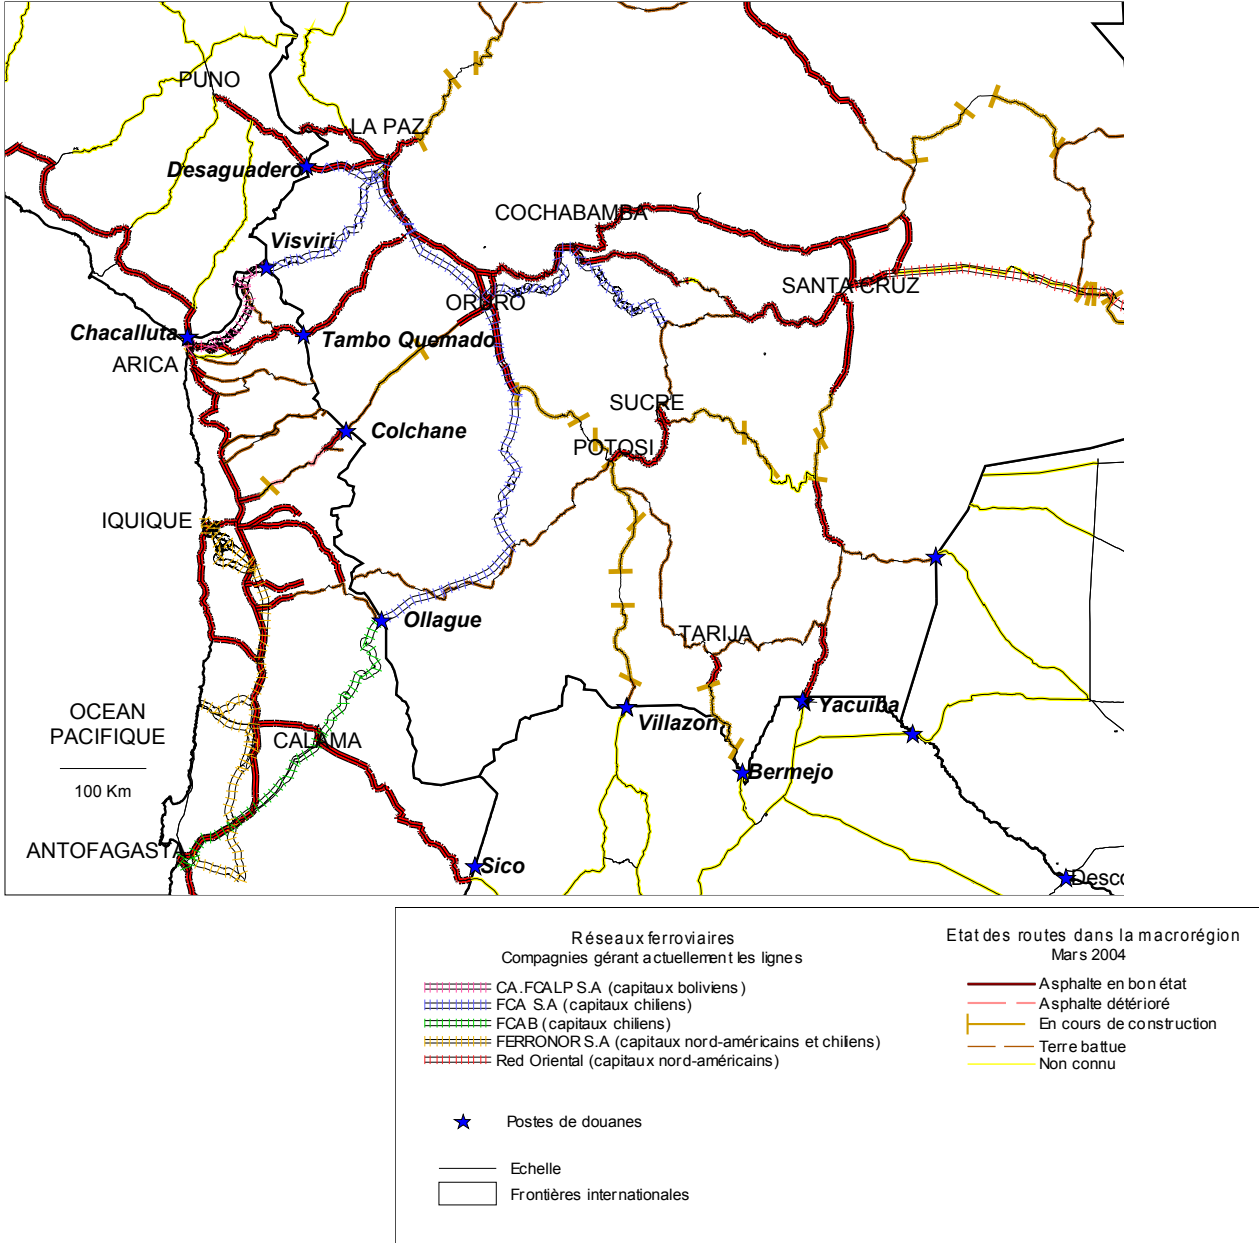 PUNO
LA PAZ
Desaguadero
COCHABAMBA
Visviri
SANTA CRUZ
ORURO
Chacalluta
Tambo Quemado
ARICA
SUCRE
Colchane
POTOSI
IQUIQUE
Ollague
TARIJA
OCEAN
PACIFIQUE
Yacuiba
Villazon
CALAMA
Bermejo
100 Km
ANTOFAGASTA
Sico
Desco
Réseaux ferroviaires
Compagnies gérant actuellement les lignes
CA.FCALP S.A (capitaux boliviens)
FCA S.A (capitaux chiliens)
FCAB (capitaux chiliens)
FERRONOR S.A (capitaux nord-américains et chiliens)
Red Oriental (capitaux nord-américains)
Postes de douanes
Echelle
Frontières internationales
Etat des routes dans la macrorégion
Mars 2004
Asphalte en bon état
Asphalte détérioré
En cours de construction
Terre battue
Non connu